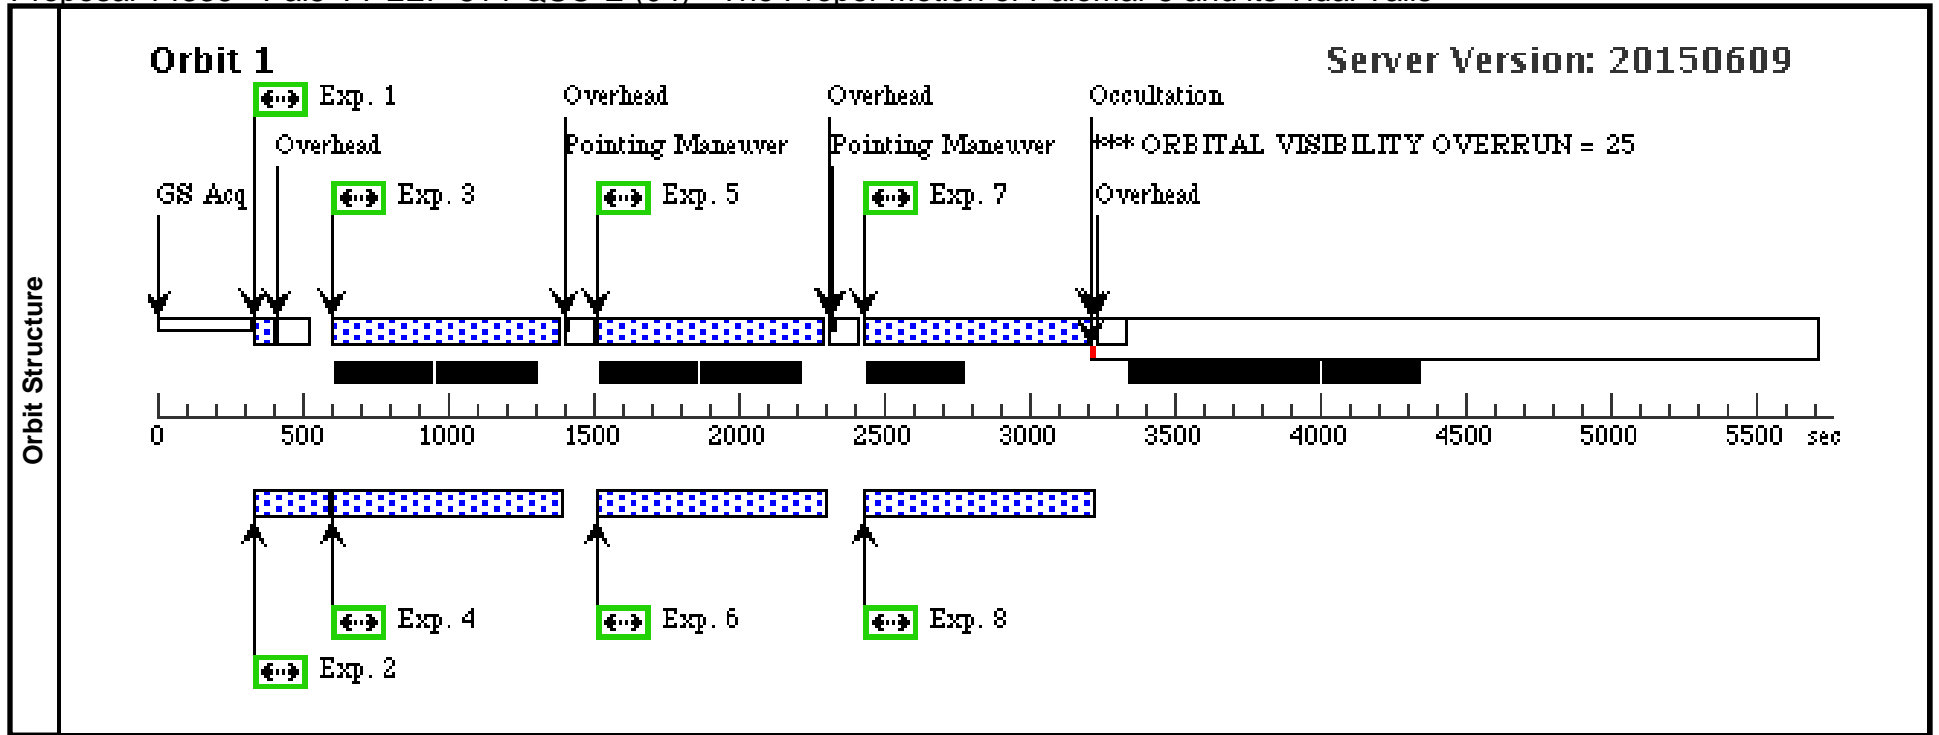 Orbit Structure
Orbit 1
Server Version: 20150609
Exp. 1
Overhead
Overhead
Occultation
Overhead
Pointing Maneuver
Pointing Maneuver
*** ORBITAL VISIBILITY OVERRUN = 25
GS Acq
Exp. 3
Exp. 5
Exp. 7
Overhead
0
500
1000
1500
2000
2500
3000
3500
4000
4500
5000
5500
sec
Exp. 4
Exp. 6
Exp. 8
Exp. 2